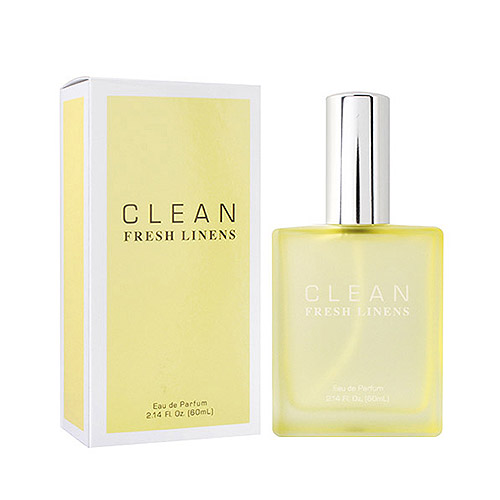 CLEAN
FRESH LINENS
Eau de Parfum
2.14 Fl. Oz. (60mL)
CLEAN
FRESH LINENS
Eau de Parfum
2.14 Fl. Oz. (60mL)